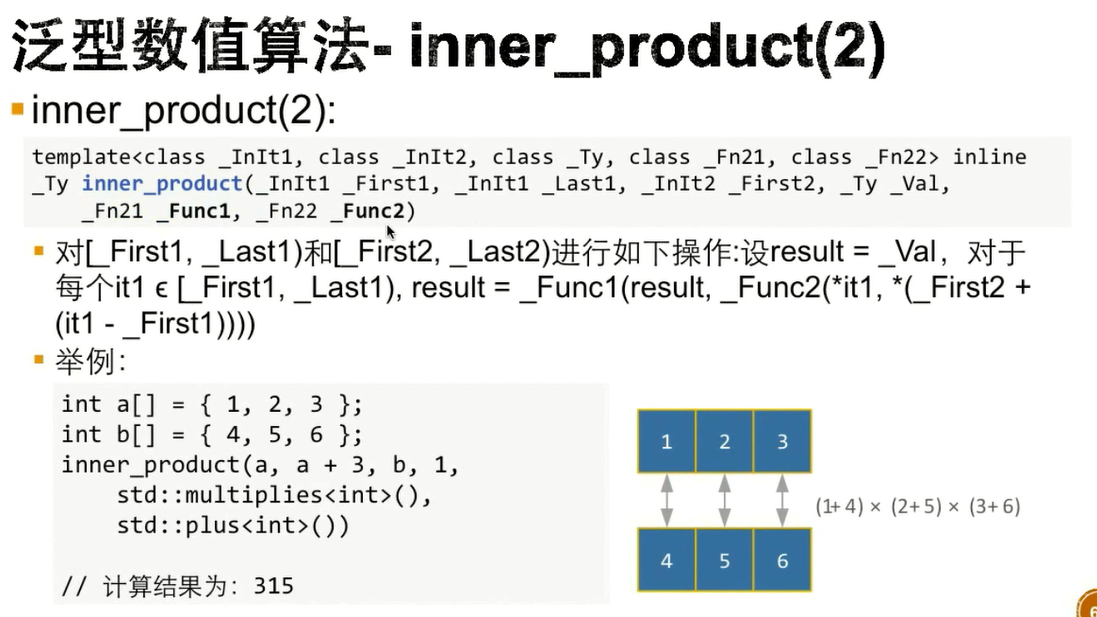 泛型数值算法- inner_product(2)
inner_product(2):
template<class _InIt1, class _InIt2, class _Ty, class _Fn21, class _Fn22> inline
_Ty inner_product(_InIt1 _First1, _InIt1 _Last1, _InIt2 _First2, _Ty _Val,
_Fn21 _Func1, _Fn22 _Func2)
对[_First1, _Last1)和[_First2, _Last2)进行如下操作:设result = _Val，对于
每个it1 ϵ [_First1, _Last1), result = _Func1(result, _Func2(*it1, *(_First2 +
(it1 - _First1))))
举例:
int a[] = { 1, 2, 3 };
int b[] = { 4, 5, 6 };
inner_product(a, a + 3, b, 1,
std::multiplies<int>(),
std::plus<int>())
// 计算结果为: 315
1 2 3
(1+4) × (2+5) × (3+6)
4 5 6